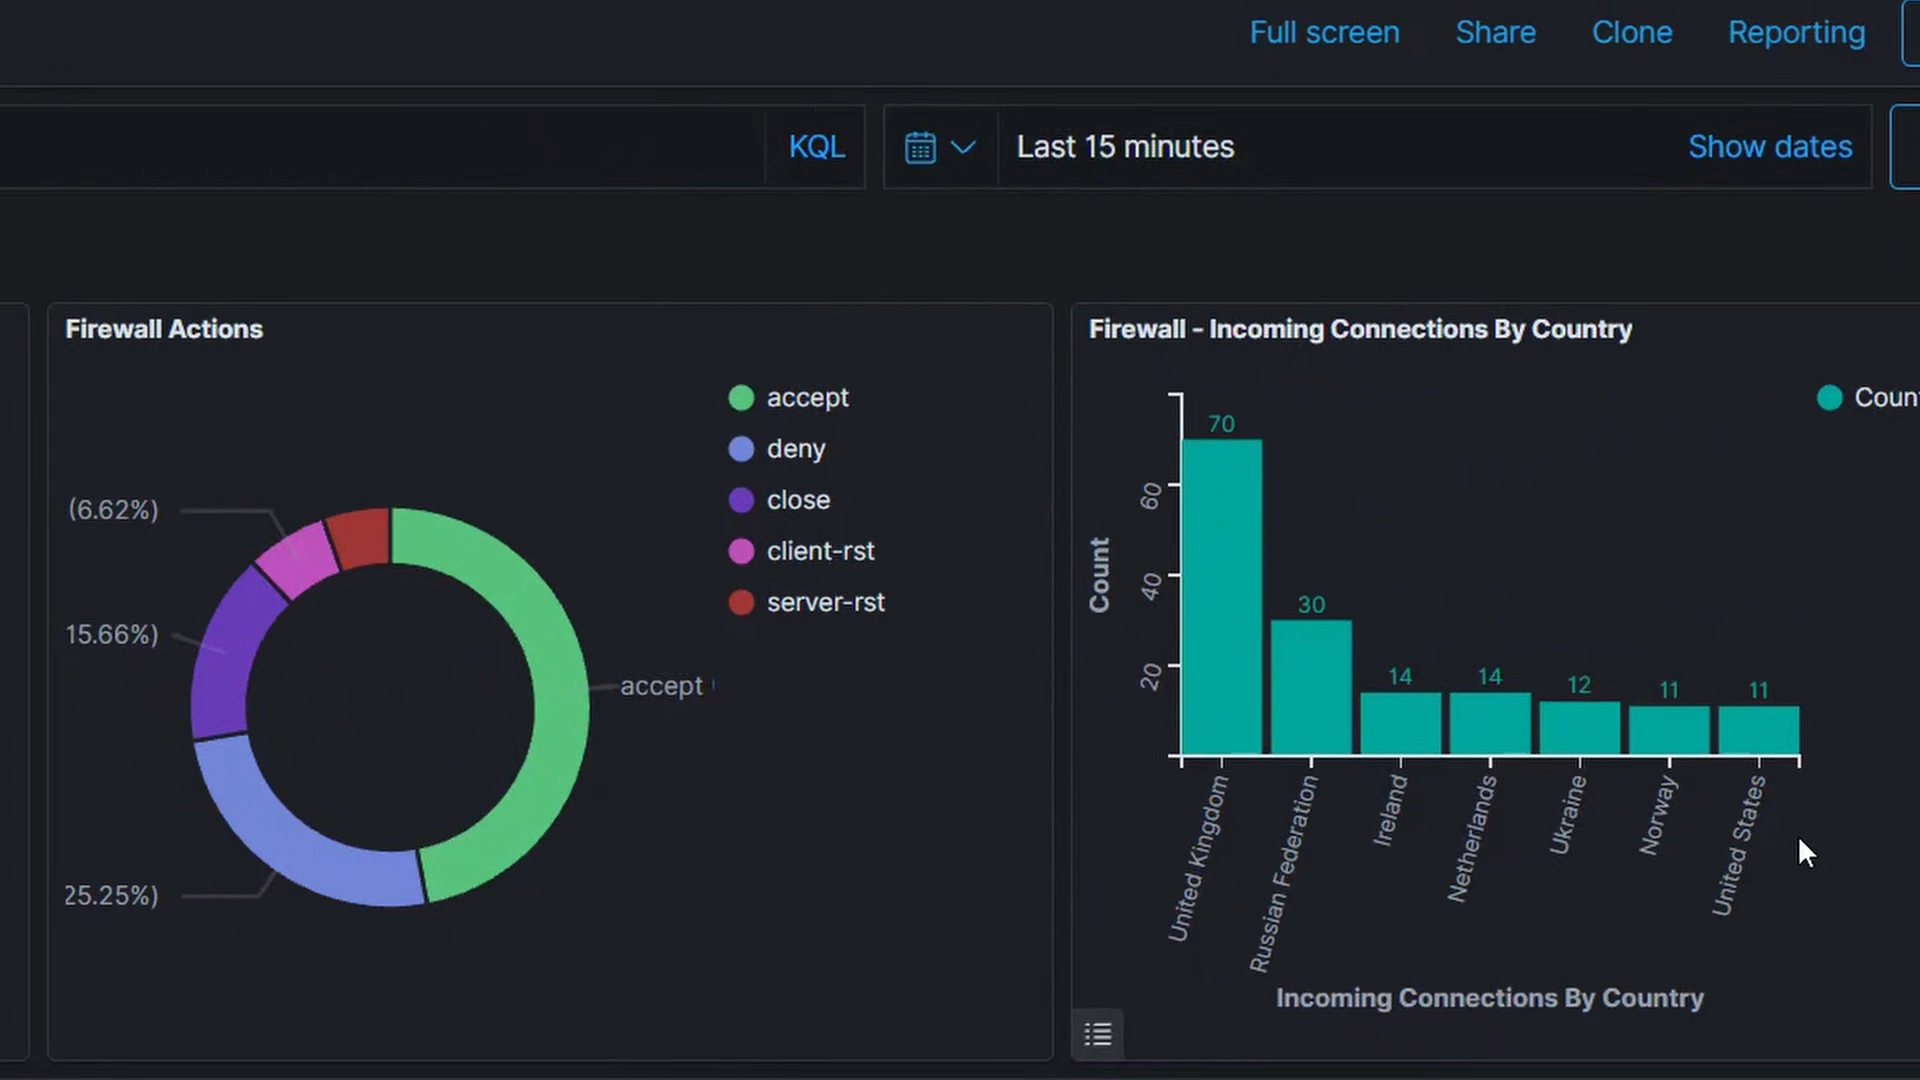 Full screen
Share
Clone
Reporting
KQL
Last 15 minutes
Show dates
Firewall Actions
accept
deny
close
client-rst
server-rst
(6.62%)
15.66%)
25.25%)
accept
Firewall - Incoming Connections By Country
Count
60
40
20
70
30
14
14
12
11
11
United Kingdom
Russian Federation
Ireland
Netherlands
Ukraine
Norway
United States
Incoming Connections By Country
Coun